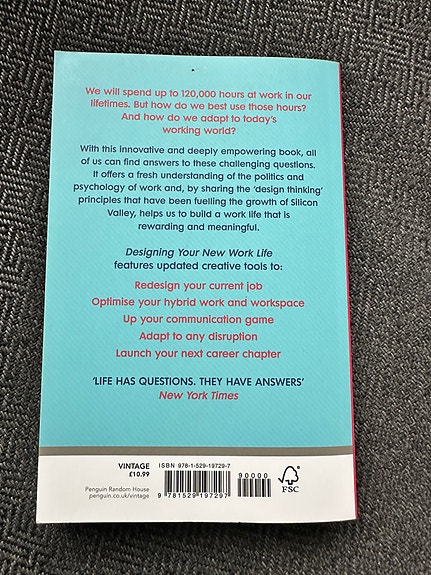 We will spend up to 120,000 hours at work in our
lifetimes. But how do we best use those hours?
And how do we adapt to today's
working world?
With this innovative and deeply empowering book, all
of us can find answers to these challenging questions.
It offers a fresh understanding of the politics and
psychology of work and, by sharing the 'design thinking'
principles that have been fuelling the growth of Silicon
Valley, helps us to build a work life that is
rewarding and meaningful.
Designing Your New Work Life
features updated creative tools to:
Redesign your current job
Optimise your hybrid work and workspace
Up your communication game
Adapt to any disruption
Launch your next career chapter
'LIFE HAS QUESTIONS. THEY HAVE ANSWERS'
New York Times
VINTAGE
£10.99
Penguin Random House
penguin.co.uk/vintage
ISBN 978-1-529-19729-7
90000
9 781529 197297
FSC